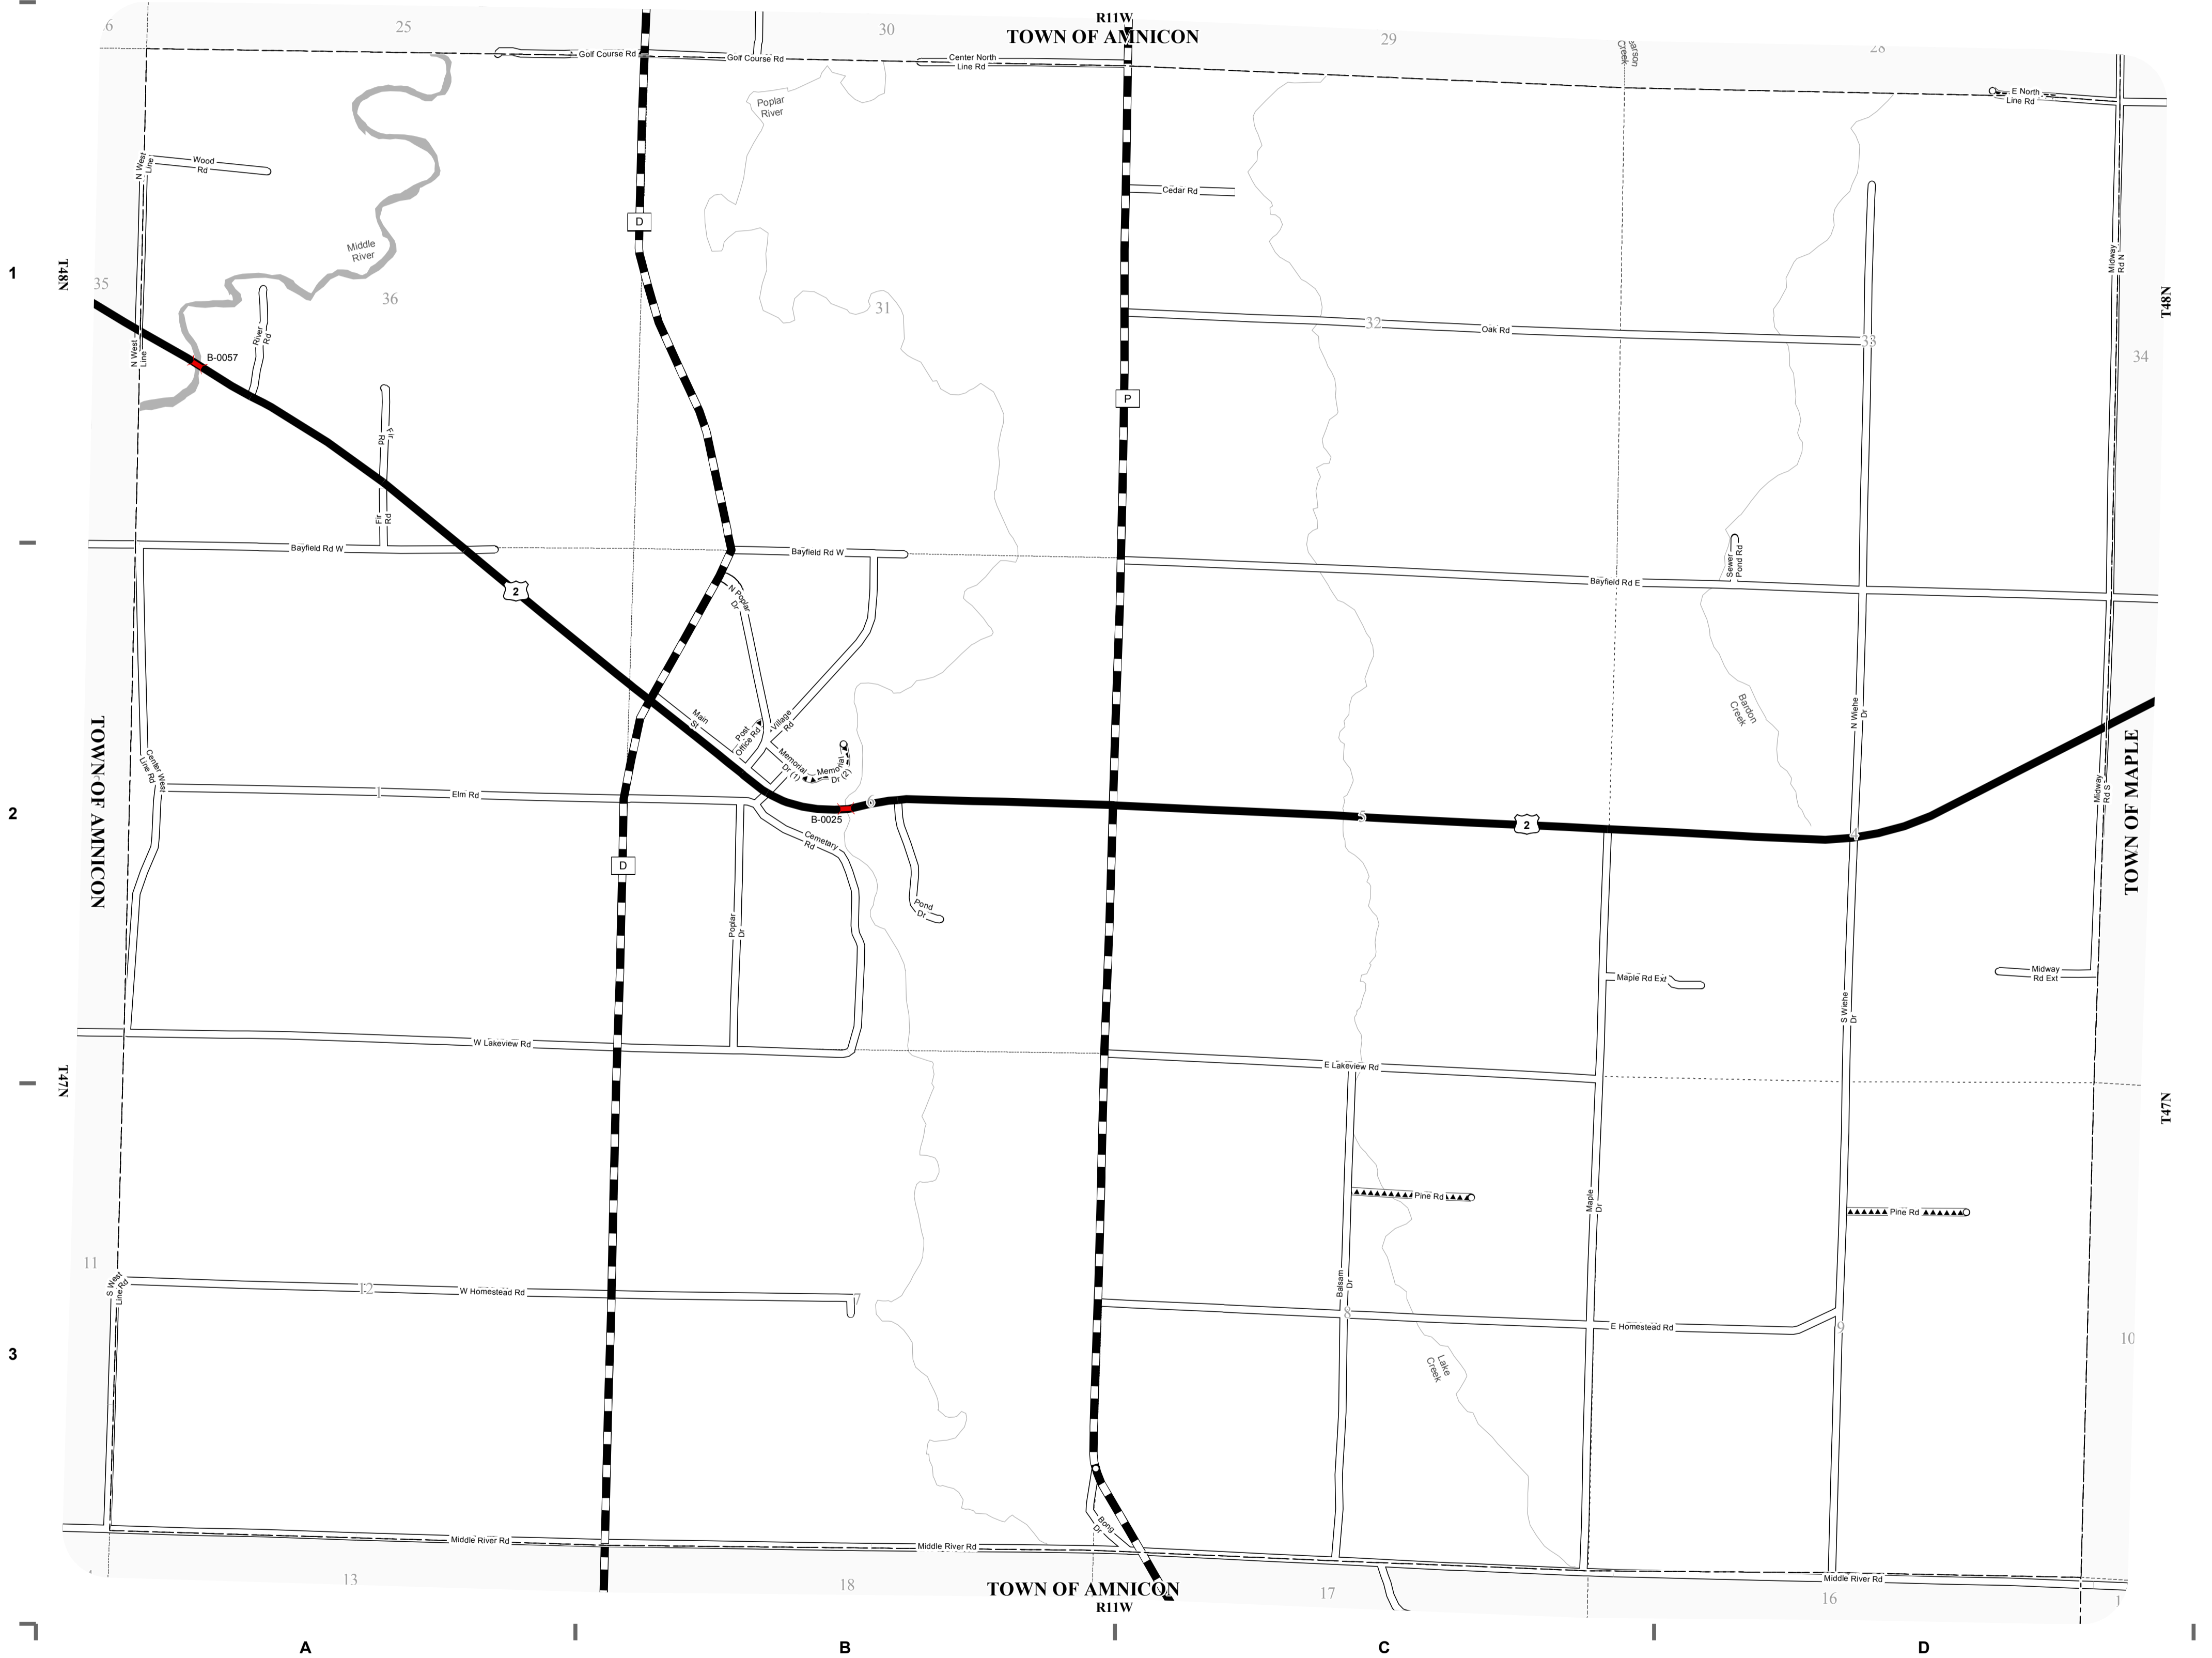 R11W
TOWN OF AMNICON
25
30
29
28
Golf Course Rd
Golf Course Rd
Center North
Line Rd
Creek
E North
Line Rd
Poplar
River
N West
Line
Wood
Rd
Cedar Rd
D
Middle
River
1
T48N
35
36
31
32
Oak Rd
33
34
Midway
Rd N
T48N
River
Rd
N West
Line
B-0057
P
Fir
Rd
Fir
Rd
Bayfield Rd W
Bayfield Rd W
Sewer
Pond Rd
Bayfield Rd E
2
N Poplar
Dr
Main
St
Post
Office Rd
Village
Rd
Memorial
Dr (1)
Memorial
Dr (2)
Bardon
Creek
N Wiehe
Dr
TOWN OF AMNICON
Center West
Line Rd
1
Elm Rd
2
B-0025
6
5
2
4
Midway
Rd S
TOWN OF MAPLE
Cemetary
Rd
D
Poplar
Dr
Pond
Dr
Maple Rd Ext
Midway
Rd Ext
S Wiehe
Dr
W Lakeview Rd
E Lakeview Rd
T47N
T47N
Pine Rd
Pine Rd
Maple
Dr
11
S West
Line Rd
12
W Homestead Rd
7
Balsam
Dr
8
E Homestead Rd
9
10
3
Lake
Creek
Bong
Dr
Middle River Rd
Middle River Rd
Middle River Rd
13
18
TOWN OF AMNICON
R11W
17
16
A
B
C
D